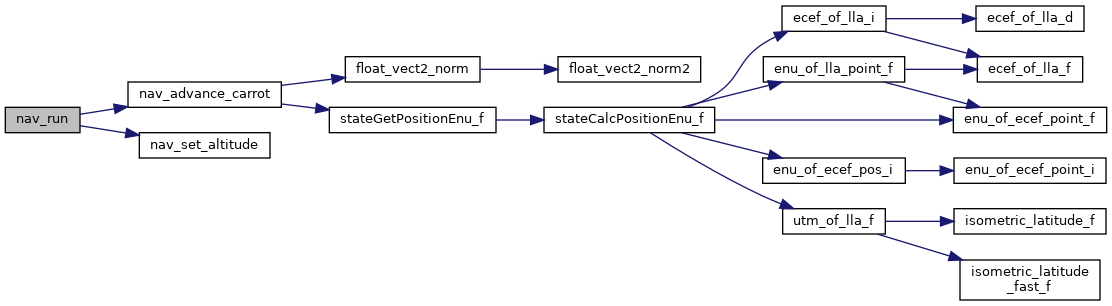 nav_run
nav_advance_carrot
nav_set_altitude
float_vect2_norm
stateGetPositionEnu_f
float_vect2_norm2
stateCalcPositionEnu_f
ecef_of_lla_i
enu_of_lla_point_f
enu_of_ecef_pos_i
utm_of_lla_f
ecef_of_lla_d
ecef_of_lla_f
enu_of_ecef_point_f
enu_of_ecef_point_i
isometric_latitude_f
isometric_latitude
_fast_f